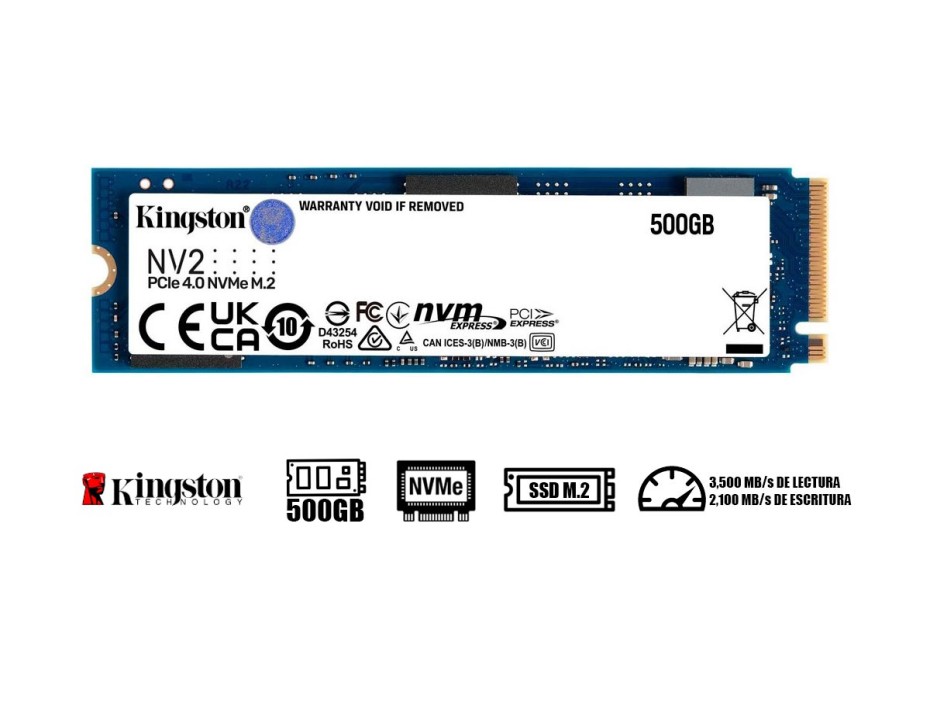 Kingston® WARRANTY VOID IF REMOVED
500GB
NV2
PCIe 4.0 NVMe M.2
CE UK CA 10
D43254
RoHS
FC
nvm
EXPRESS®
PCI
EXPRESS®
C US
CAN ICES-3(B)/NMB-3(B)
VCI
Kingston
TECHNOLOGY
500GB
NVMe
SSD M.2
3,500 MB/s DE LECTURA
2,100 MB/s DE ESCRITURA